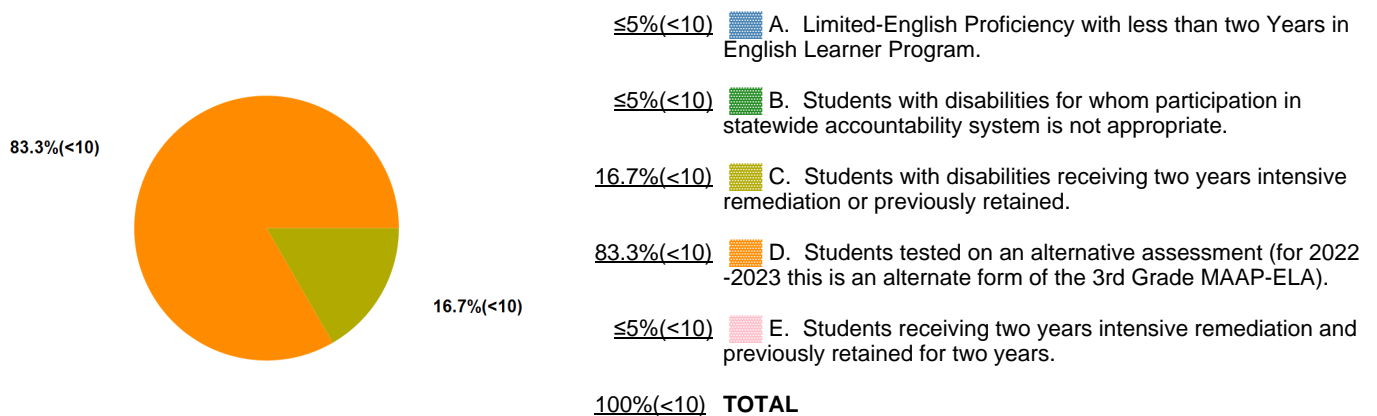 83.3%(<10)
16.7%(<10)
≤5%(<10) A. Limited-English Proficiency with less than two Years in
English Learner Program.
≤5%(<10) B. Students with disabilities for whom participation in
statewide accountability system is not appropriate.
16.7%(<10) C. Students with disabilities receiving two years intensive
remediation or previously retained.
83.3%(<10) D. Students tested on an alternative assessment (for 2022
-2023 this is an alternate form of the 3rd Grade MAAP-ELA).
≤5%(<10) E. Students receiving two years intensive remediation and
previously retained for two years.
100%(<10) TOTAL